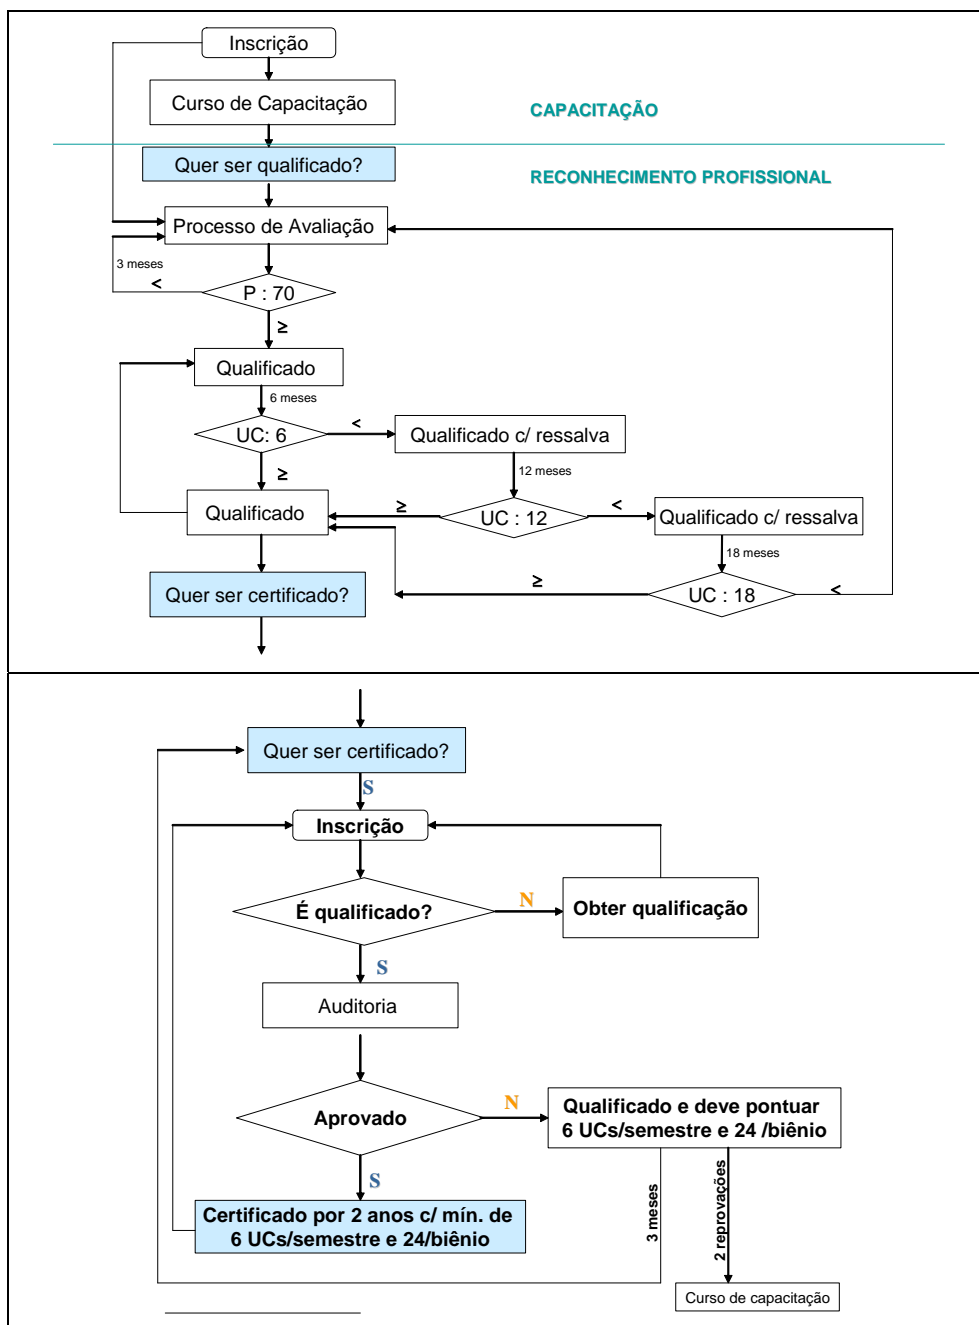 Inscrição
Curso de Capacitação
CAPACITAÇÃO
Quer ser qualificado?
RECONHECIMENTO PROFISSIONAL
Processo de Avaliação
3 meses
<
P : 70
≥
Qualificado
6 meses
UC: 6
<
Qualificado c/ ressalva
≥
12 meses
Qualificado
≥
UC : 12
<
Qualificado c/ ressalva
18 meses
Quer ser certificado?
≥
UC : 18
<
Quer ser certificado?
S
Inscrição
É qualificado?
N
Obter qualificação
S
Auditoria
Aprovado
N
Qualificado e deve pontuar
6 UCs/semestre e 24 /biênio
S
3 meses
2 reprovações
Certificado por 2 anos c/ mín. de
6 UCs/semestre e 24/biênio
Curso de capacitação